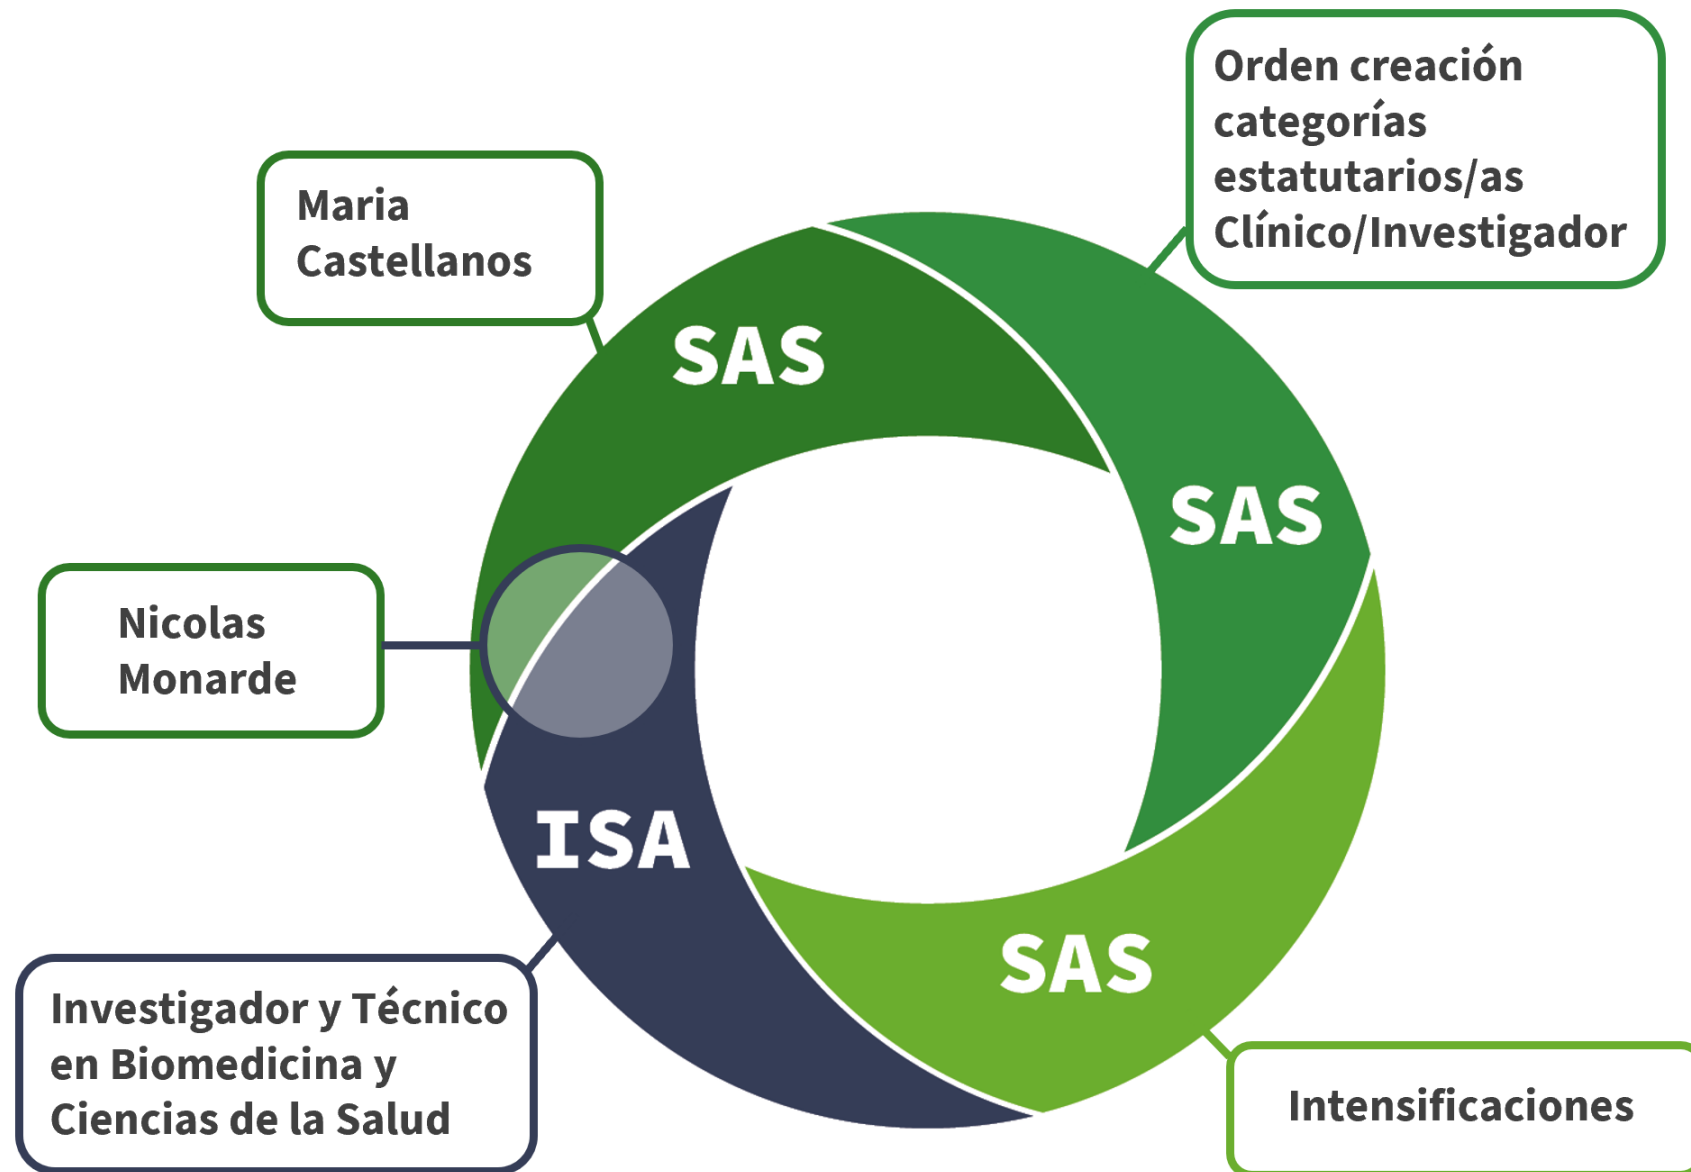 Orden creación
categorías
estatutarios/as
Clínico/Investigador
Maria
Castellanos
SAS
SAS
Nicolas
Monarde
ISA
SAS
Investigador y Técnico
en Biomedicina y
Ciencias de la Salud
Intensificaciones